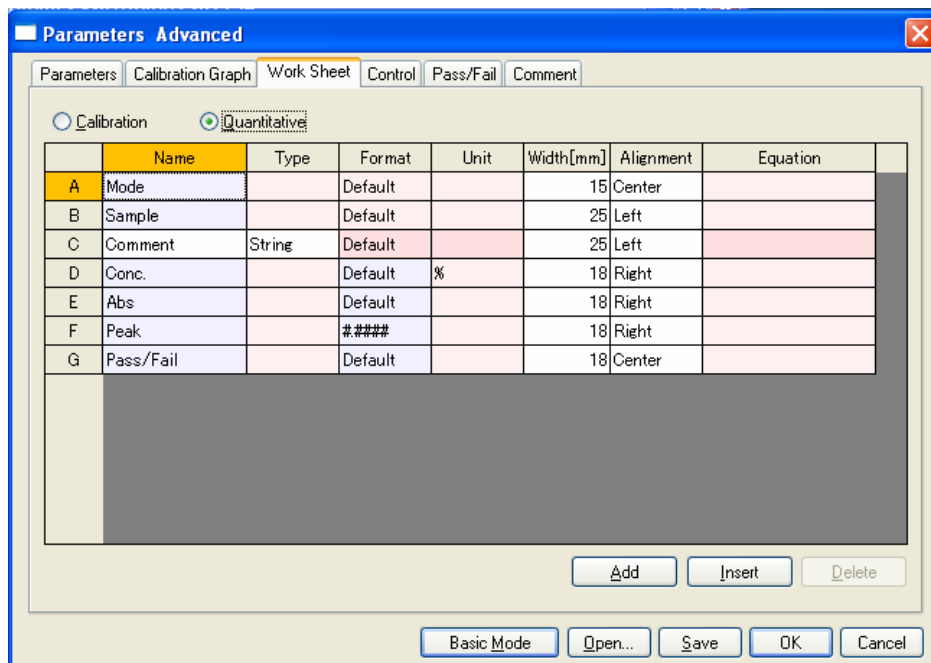 Parameters Advanced
Parameters Calibration Graph Work Sheet Control Pass/Fail Comment
Calibration Quantitative
Name Type Format Unit Width[mm] Alignment Equation
A Mode Default 15 Center
B Sample Default 25 Left
C Comment String Default 25 Left
D Conc. Default % 18 Right
E Abs Default 18 Right
F Peak #.#### 18 Right
G Pass/Fail Default 18 Center
Add Insert Delete
Basic Mode Open... Save OK Cancel